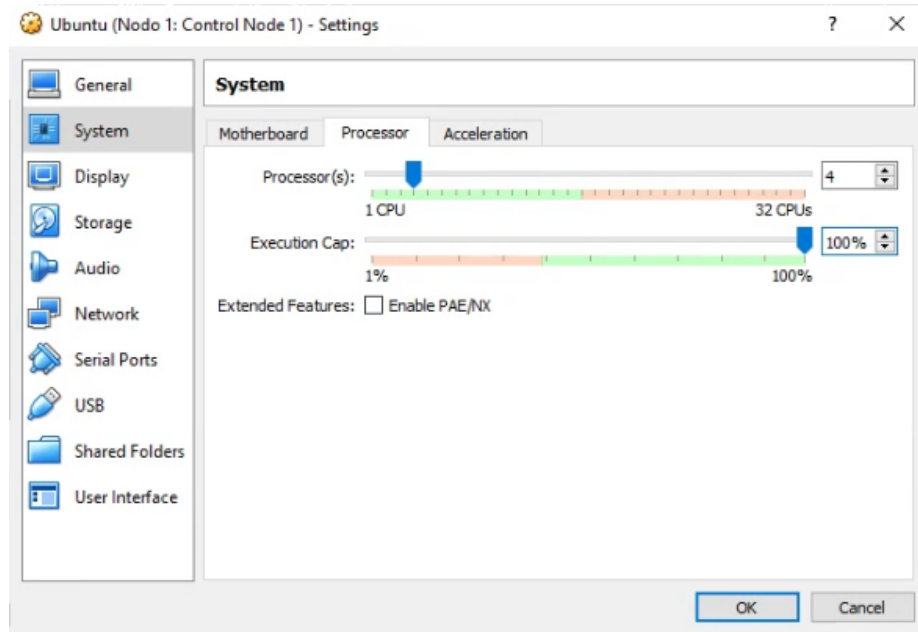 Ubuntu (Nodo 1: Control Node 1) - Settings
General
System
Display
Storage
Audio
Network
Serial Ports
USB
Shared Folders
User Interface
System
Motherboard Processor Acceleration
Processor(s): 4
1 CPU 32 CPUs
Execution Cap: 100%
1% 100%
Extended Features: Enable PAE/NX
OK Cancel